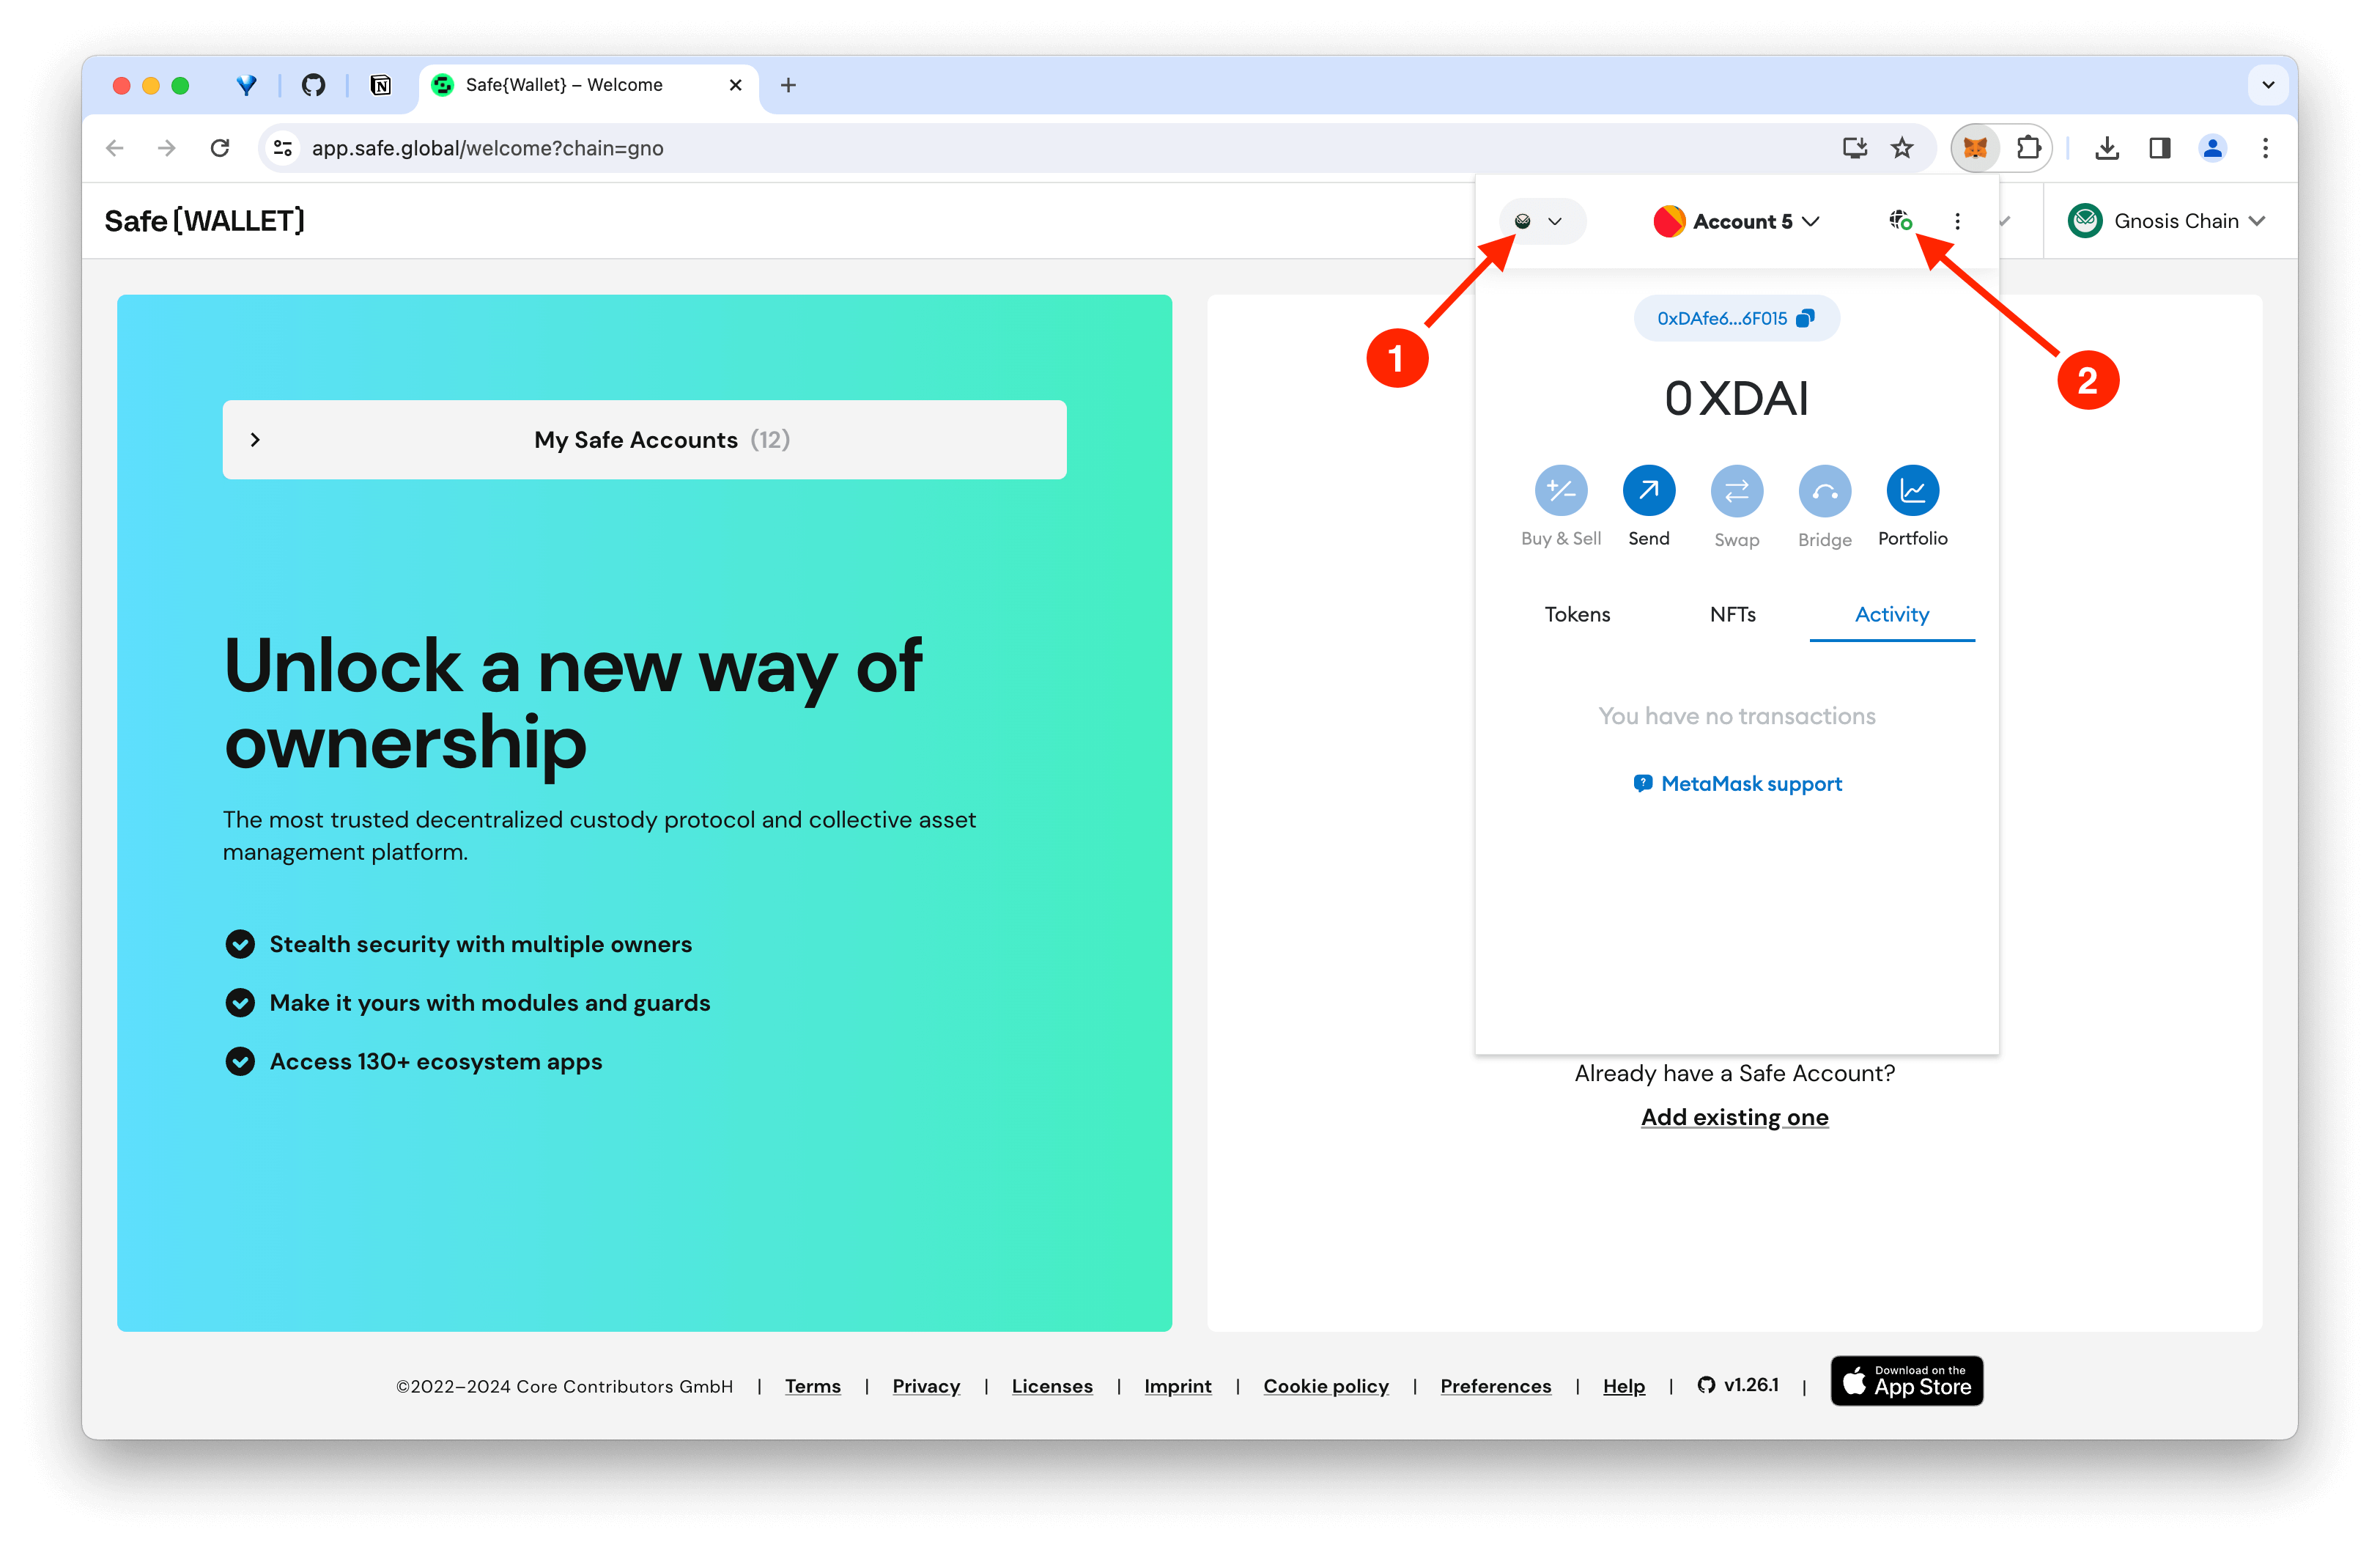 Safe{Wallet} – Welcome
app.safe.global/welcome?chain=gno
Safe{WALLET}
Account 5
Gnosis Chain
1
2
0xDAfe6...6F015
0 XDAI
Buy & Sell
Send
Swap
Bridge
Portfolio
Tokens
NFTs
Activity
You have no transactions
MetaMask support
My Safe Accounts (12)
Unlock a new way of
ownership
The most trusted decentralized custody protocol and collective asset
management platform.
Stealth security with multiple owners
Make it yours with modules and guards
Access 130+ ecosystem apps
Already have a Safe Account?
Add existing one
©2022–2024 Core Contributors GmbH | Terms | Privacy | Licenses | Imprint | Cookie policy | Preferences | Help | v1.26.1 |
Download on the
App Store